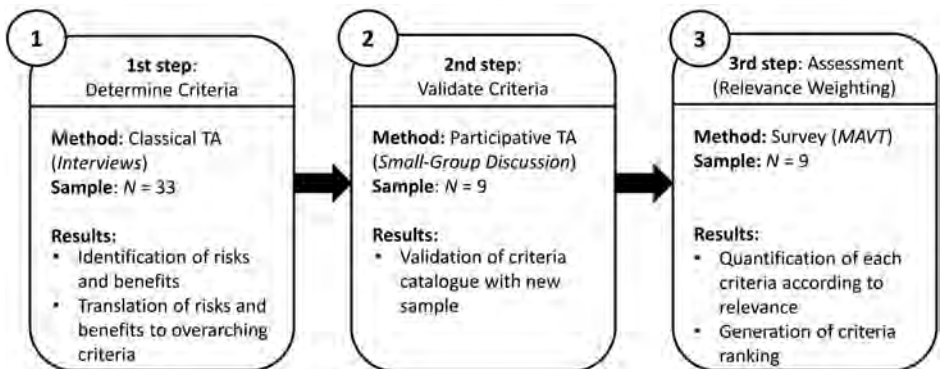 1
1st step:
Determine Criteria
Method: Classical TA
(Interviews)
Sample: N = 33
Results:
• Identification of risks
and benefits
• Translation of risks and
benefits to overarching
criteria
2
2nd step:
Validate Criteria
Method: Participative TA
(Small-Group Discussion)
Sample: N = 9
Results:
• Validation of criteria
catalogue with new
sample
3
3rd step: Assessment
(Relevance Weighting)
Method: Survey (MAVT)
Sample: N = 9
Results:
• Quantification of each
criteria according to
relevance
• Generation of criteria
ranking